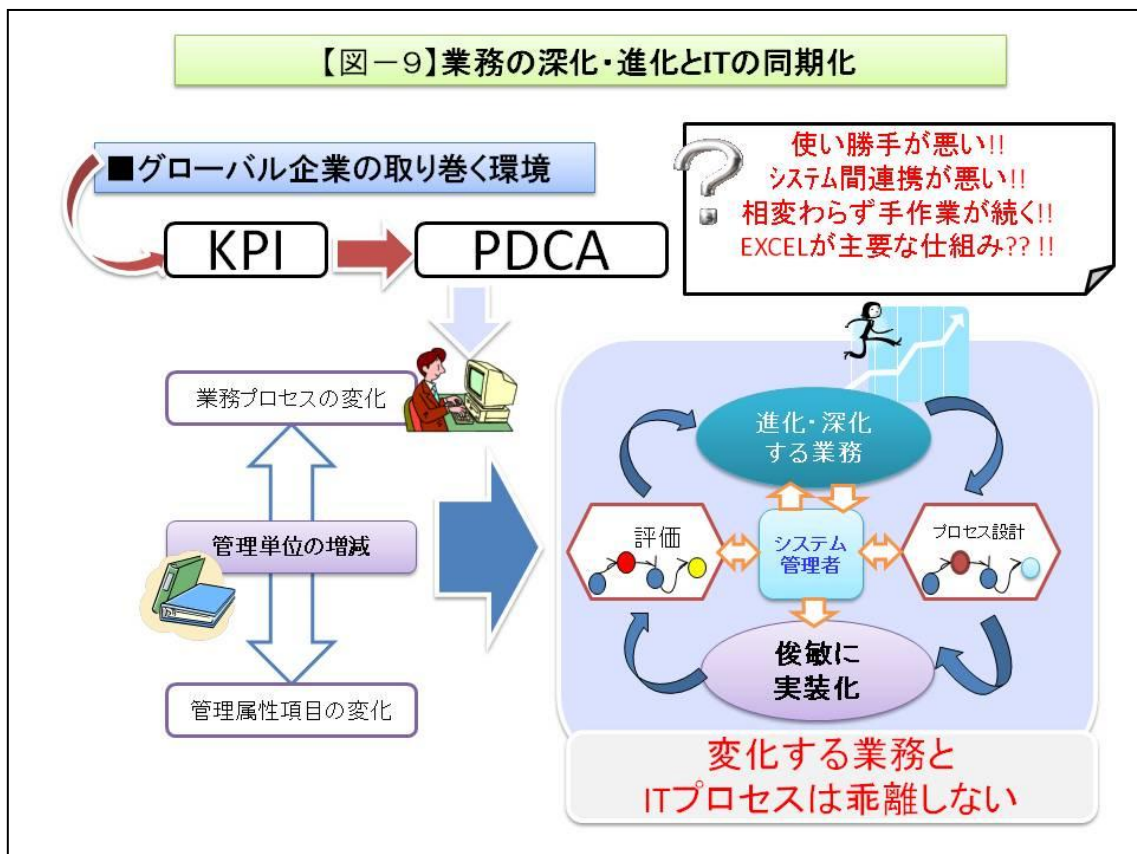 【図－９】業務の深化・進化とITの同期化
■グローバル企業の取り巻く環境
KPI
PDCA
使い勝手が悪い!!
システム間連携が悪い!!
相変わらず手作業が続く!!
EXCELが主要な仕組み??!!
業務プロセスの変化
管理単位の増減
管理属性項目の変化
進化・深化
する業務
評価
システム
管理者
プロセス設計
俊敏に
実装化
変化する業務と
ITプロセスは乖離しない